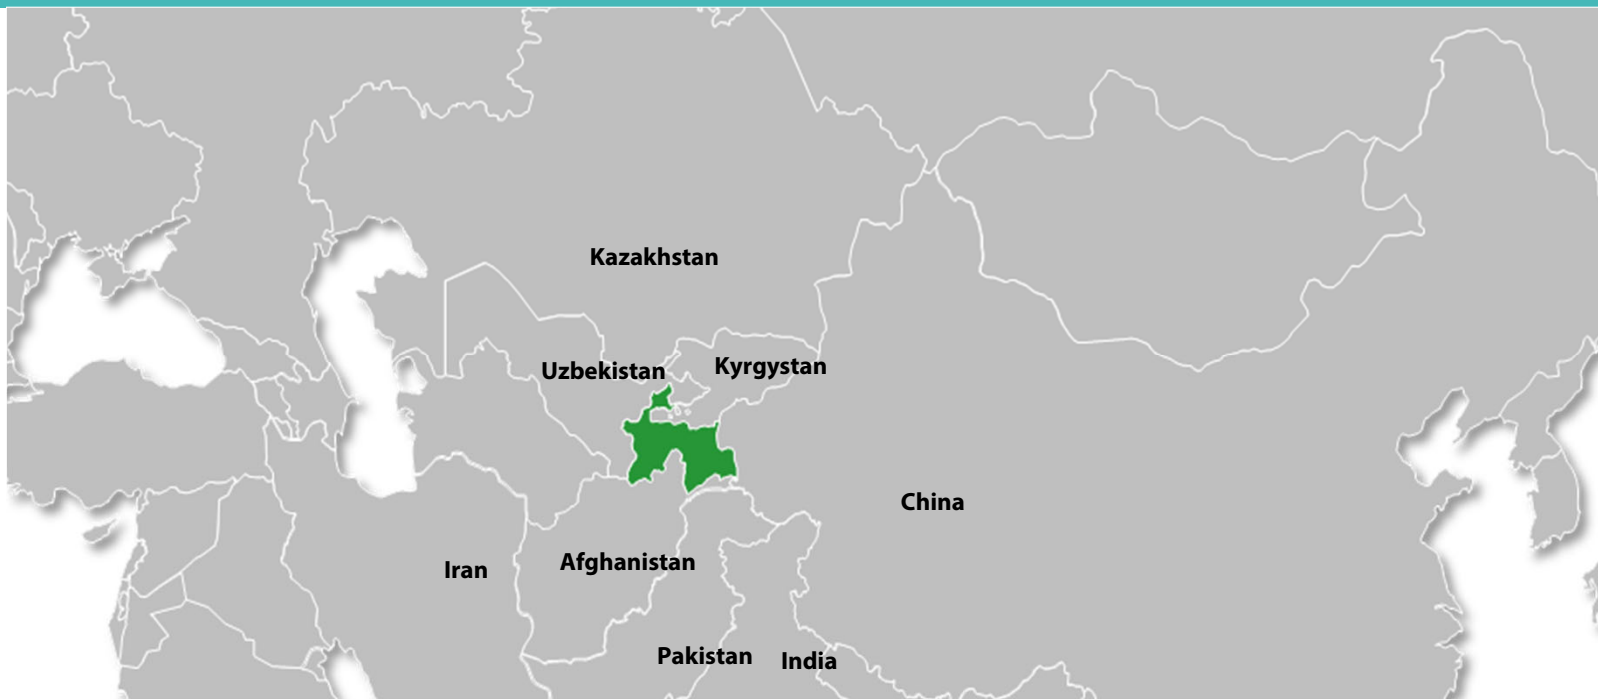 Kazakhstan
Uzbekistan
Kyrgystan
China
Iran
Afghanistan
Pakistan
India